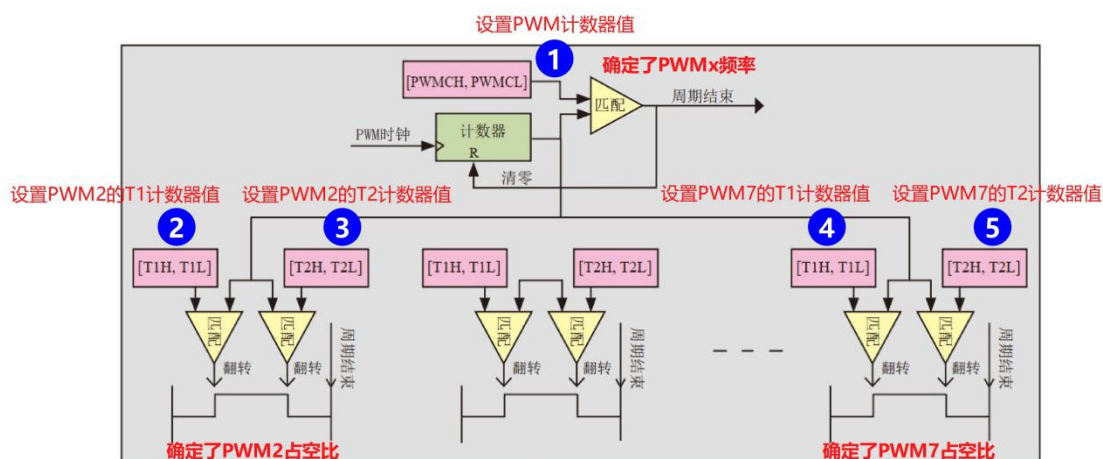 设置PWM计数器值
1
确定了PWMx频率
[PWMCH, PWMCL]
匹配
周期结束
PWM时钟
计数器
R
清零
设置PWM2的T1计数器值
设置PWM2的T2计数器值
设置PWM7的T1计数器值
设置PWM7的T2计数器值
2
3
4
5
[T1H, T1L]
[T2H, T2L]
[T1H, T1L]
[T2H, T2L]
[T1H, T1L]
[T2H, T2L]
匹配
匹配
周期结束
匹配
匹配
周期结束
匹配
匹配
周期结束
翻转
翻转
翻转
翻转
翻转
翻转
确定了PWM2占空比
确定了PWM7占空比